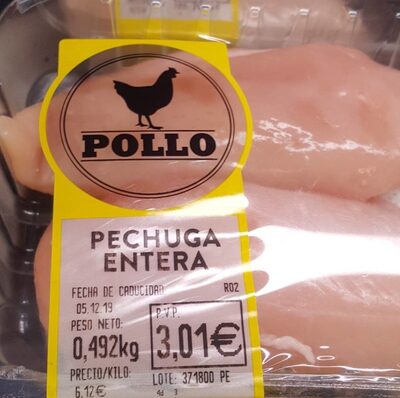 POLLO
PECHUGA
ENTERA
FECHA DE CADUCIDAD R02
05.12.19 P.V.P.
PESO NETO:
0,492kg 3,01€
PRECIO/KILO: LOTE: 371800 PE
6.12€